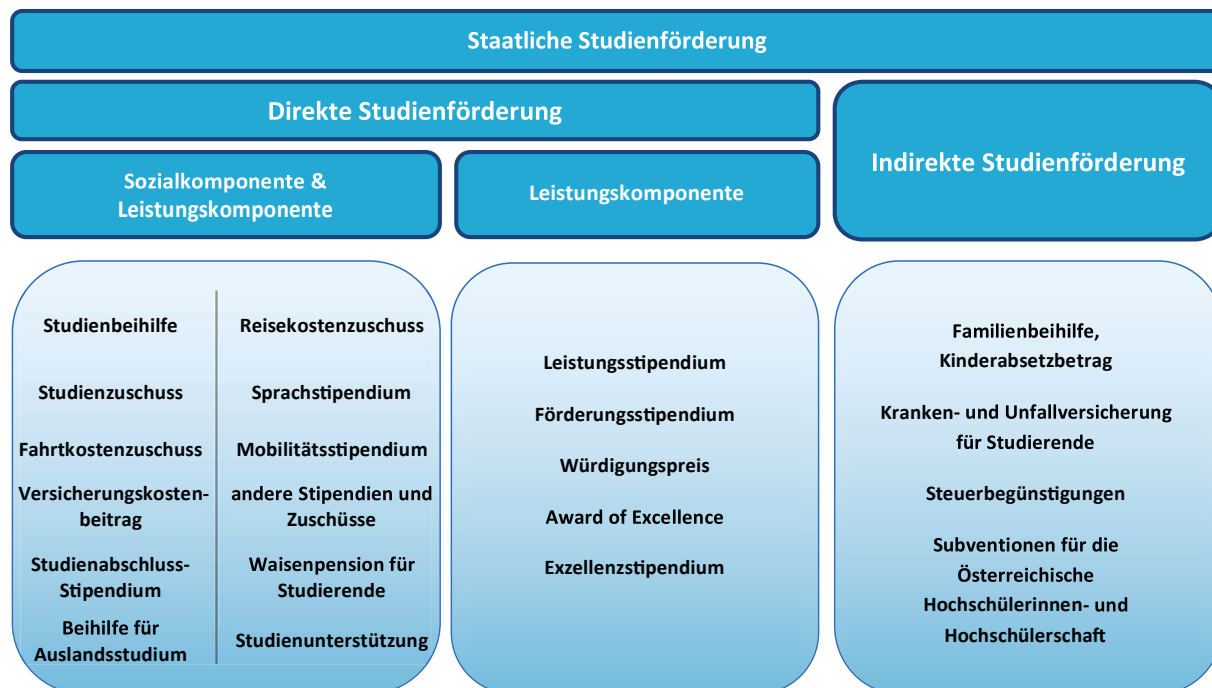 Staatliche Studienförderung
Direkte Studienförderung
Indirekte Studienförderung
Sozialkomponente &
Leistungskomponente
Leistungskomponente
Studienbeihilfe
Studienzuschuss
Fahrtkostenzuschuss
Versicherungskosten-
beitrag
Studienabschluss-
Stipendium
Beihilfe für
Auslandsstudium
Reisekostenzuschuss
Sprachstipendium
Mobilitätsstipendium
andere Stipendien und
Zuschüsse
Waisenpension für
Studierende
Studienunterstützung
Leistungsstipendium
Förderungsstipendium
Würdigungspreis
Award of Excellence
Exzellenzstipendium
Familienbeihilfe,
Kinderabsetzbetrag
Kranken- und Unfallversicherung
für Studierende
Steuerbegünstigungen
Subventionen für die
Österreichische
Hochschülerinnen- und
Hochschülerschaft